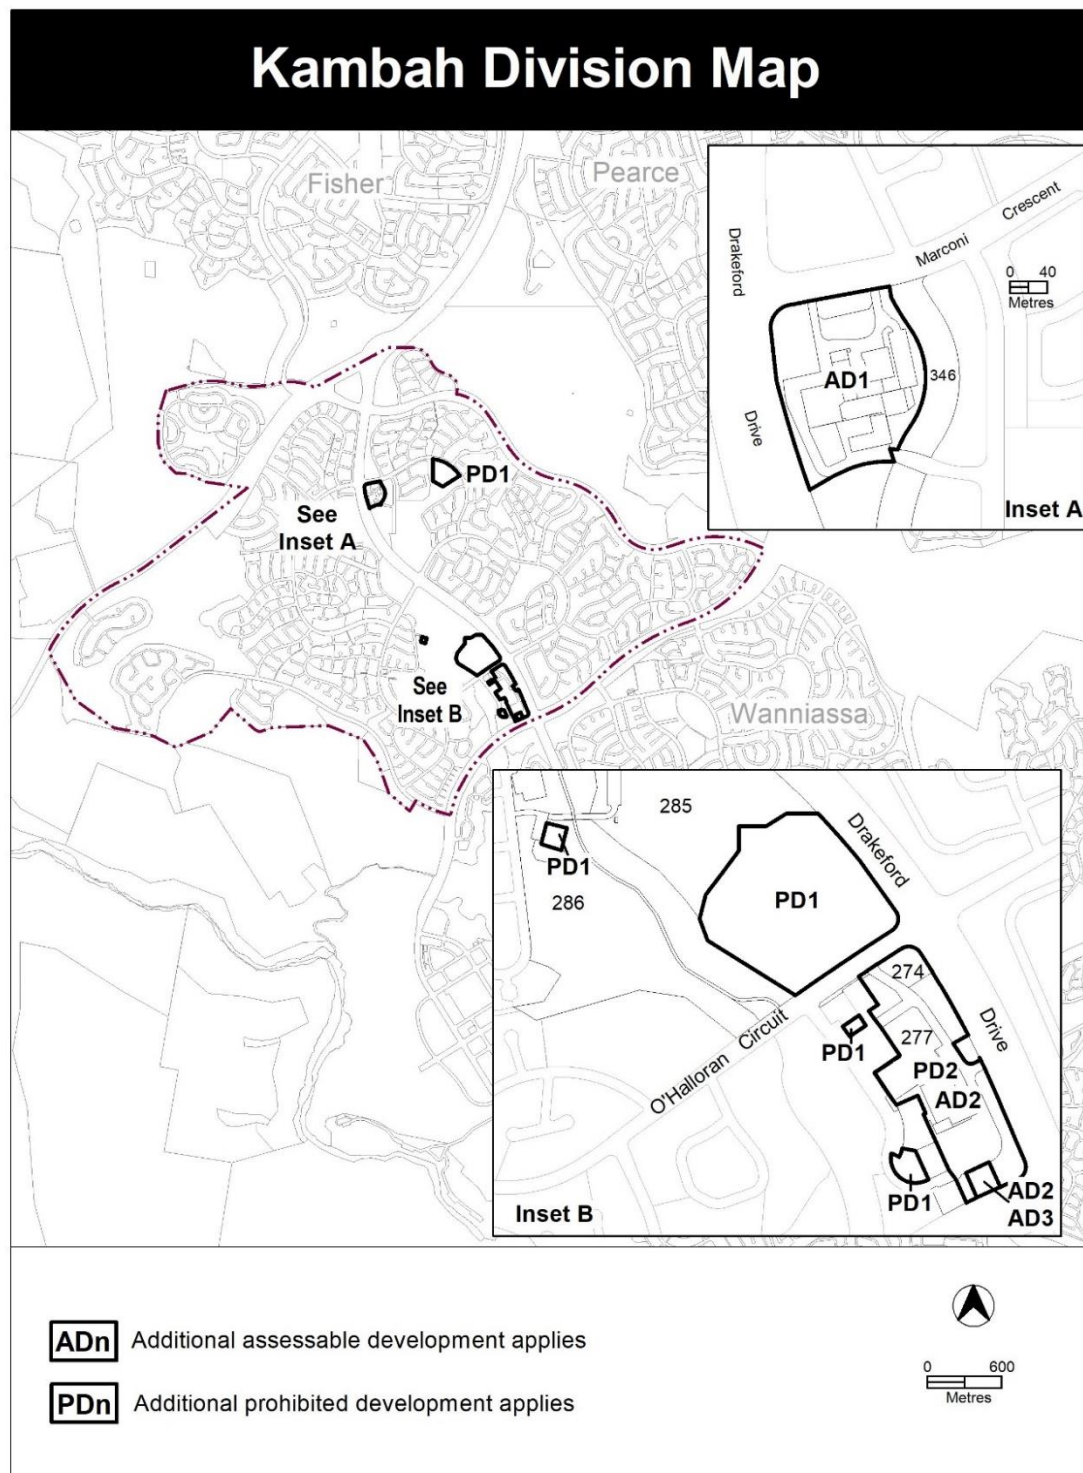 Kambah Division Map
Fisher
Pearce
PD1
See
Inset A
See
Inset B
Wanniassa
Drakeford
Marconi
Crescent
0 40
Metres
AD1
346
Drive
Inset A
285
Drakeford
PD1
286
PD1
274
O'Halloran Circuit
PD1
277
Drive
PD2
AD2
PD1
AD2
AD3
Inset B
ADn Additional assessable development applies
PDn Additional prohibited development applies
0 600
Metres